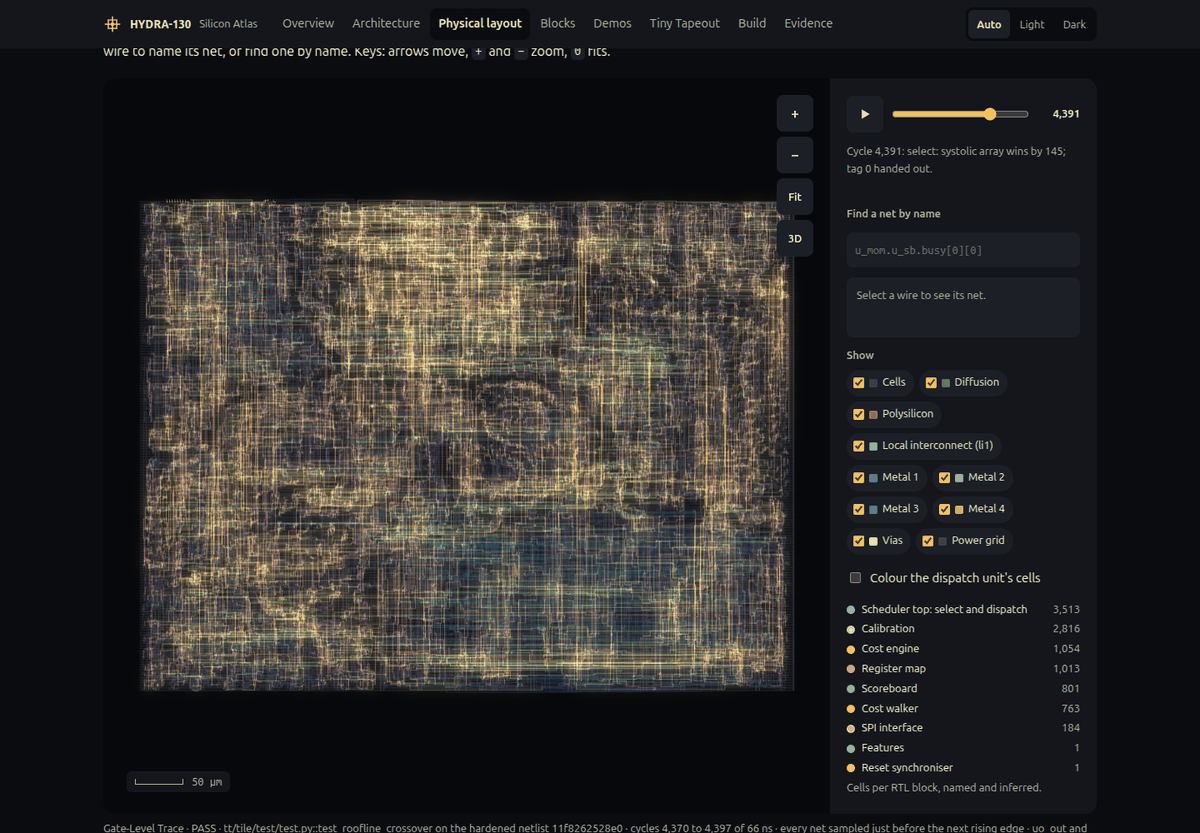 HYDRA-130 Silicon Atlas Overview Architecture Physical layout Blocks Demos Tiny Tapeout Build Evidence Auto Light Dark
wire to name its net, or find one by name. Keys: arrows move, + and − zoom, 0 fits.
+
−
Fit
3D
50 µm
4,391
Cycle 4,391: select: systolic array wins by 145;
tag 0 handed out.
Find a net by name
u_mom.u_sb.busy[0][0]
Select a wire to see its net.
Show
Cells Diffusion
Polysilicon
Local interconnect (li1)
Metal 1 Metal 2
Metal 3 Metal 4
Vias Power grid
Colour the dispatch unit's cells
Scheduler top: select and dispatch 3,513
Calibration 2,816
Cost engine 1,054
Register map 1,013
Scoreboard 801
Cost walker 763
SPI interface 184
Features 1
Reset synchroniser 1
Cells per RTL block, named and inferred.
Gate-Level Trace · PASS · tt/tile/test/test.py::test_roofline_crossover on the hardened netlist 11f8262528e0 · cycles 4,370 to 4,397 of 66 ns · every net sampled just before the next rising edge · uo_out and